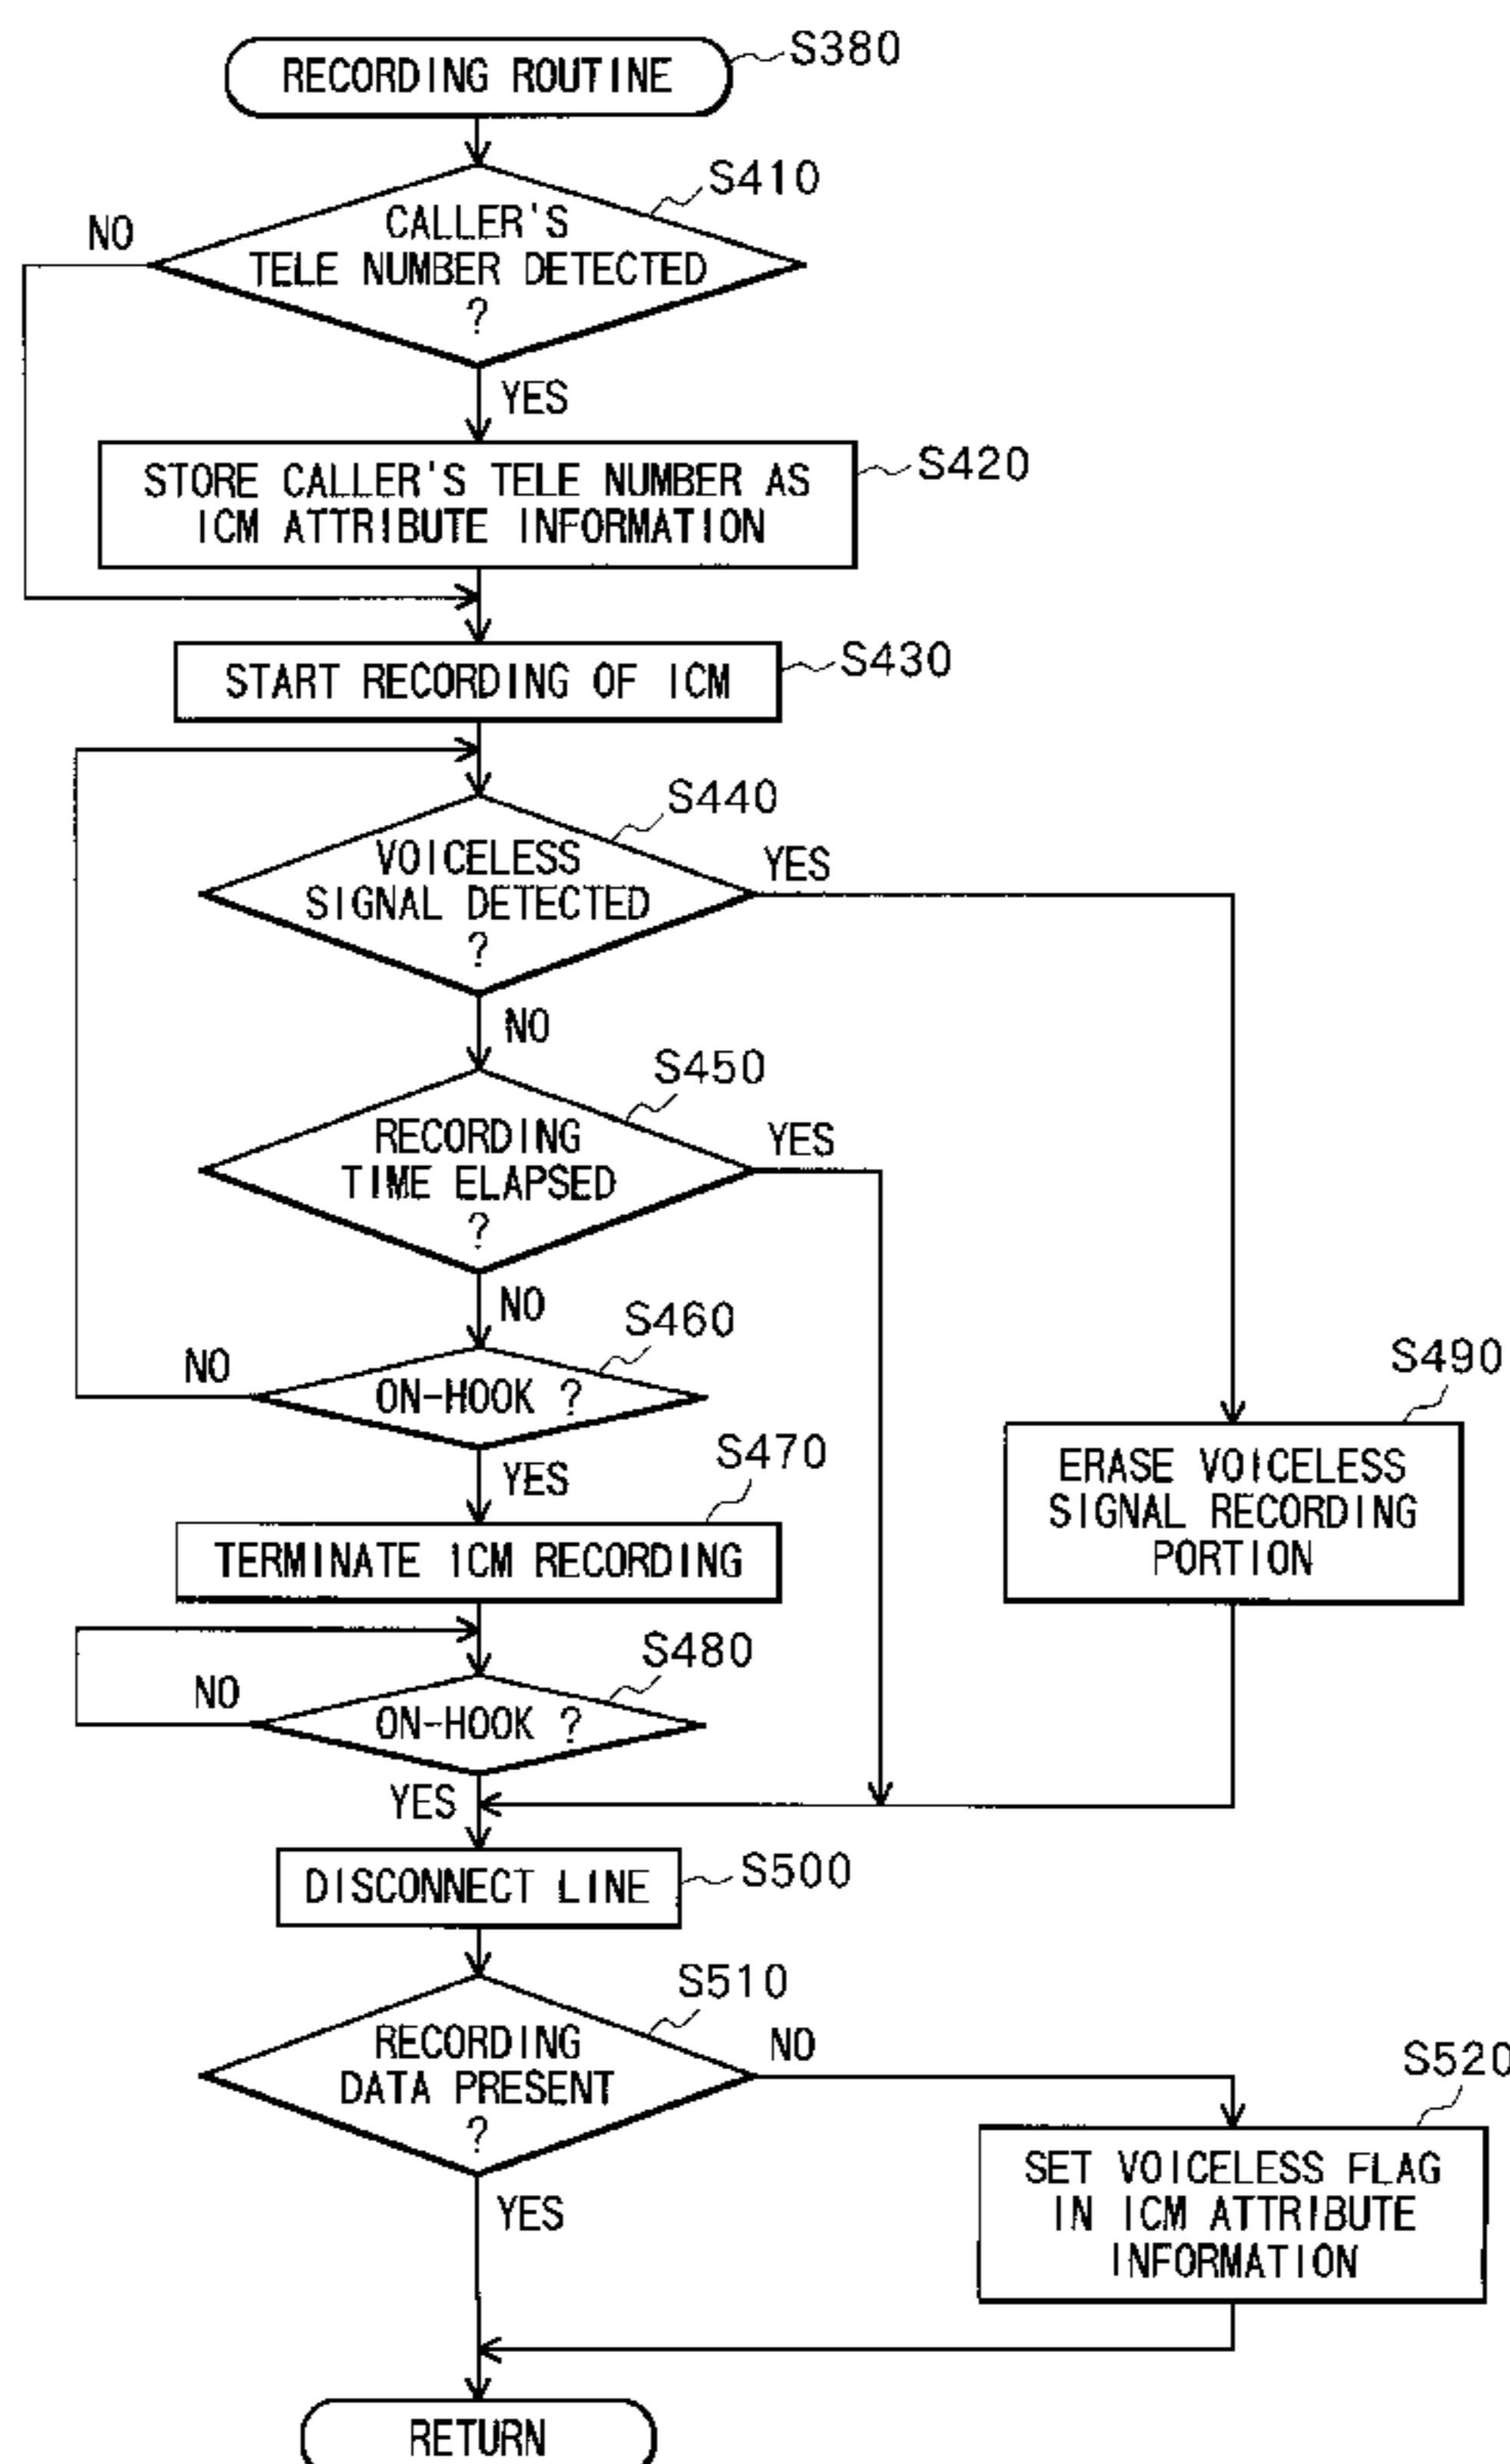 RECORDING ROUTINE
S380
S410
CALLER'S
TELE NUMBER DETECTED
?
NO
YES
STORE CALLER'S TELE NUMBER AS
ICM ATTRIBUTE INFORMATION
S420
START RECORDING OF ICM
S430
S440
VOICELESS
SIGNAL DETECTED
?
YES
NO
S450
RECORDING
TIME ELAPSED
?
YES
NO
S460
ON-HOOK ?
NO
YES
S470
TERMINATE ICM RECORDING
S490
ERASE VOICELESS
SIGNAL RECORDING
PORTION
S480
ON-HOOK ?
NO
YES
DISCONNECT LINE
S500
S510
RECORDING
DATA PRESENT
?
NO
YES
S520
SET VOICELESS FLAG
IN ICM ATTRIBUTE
INFORMATION
RETURN